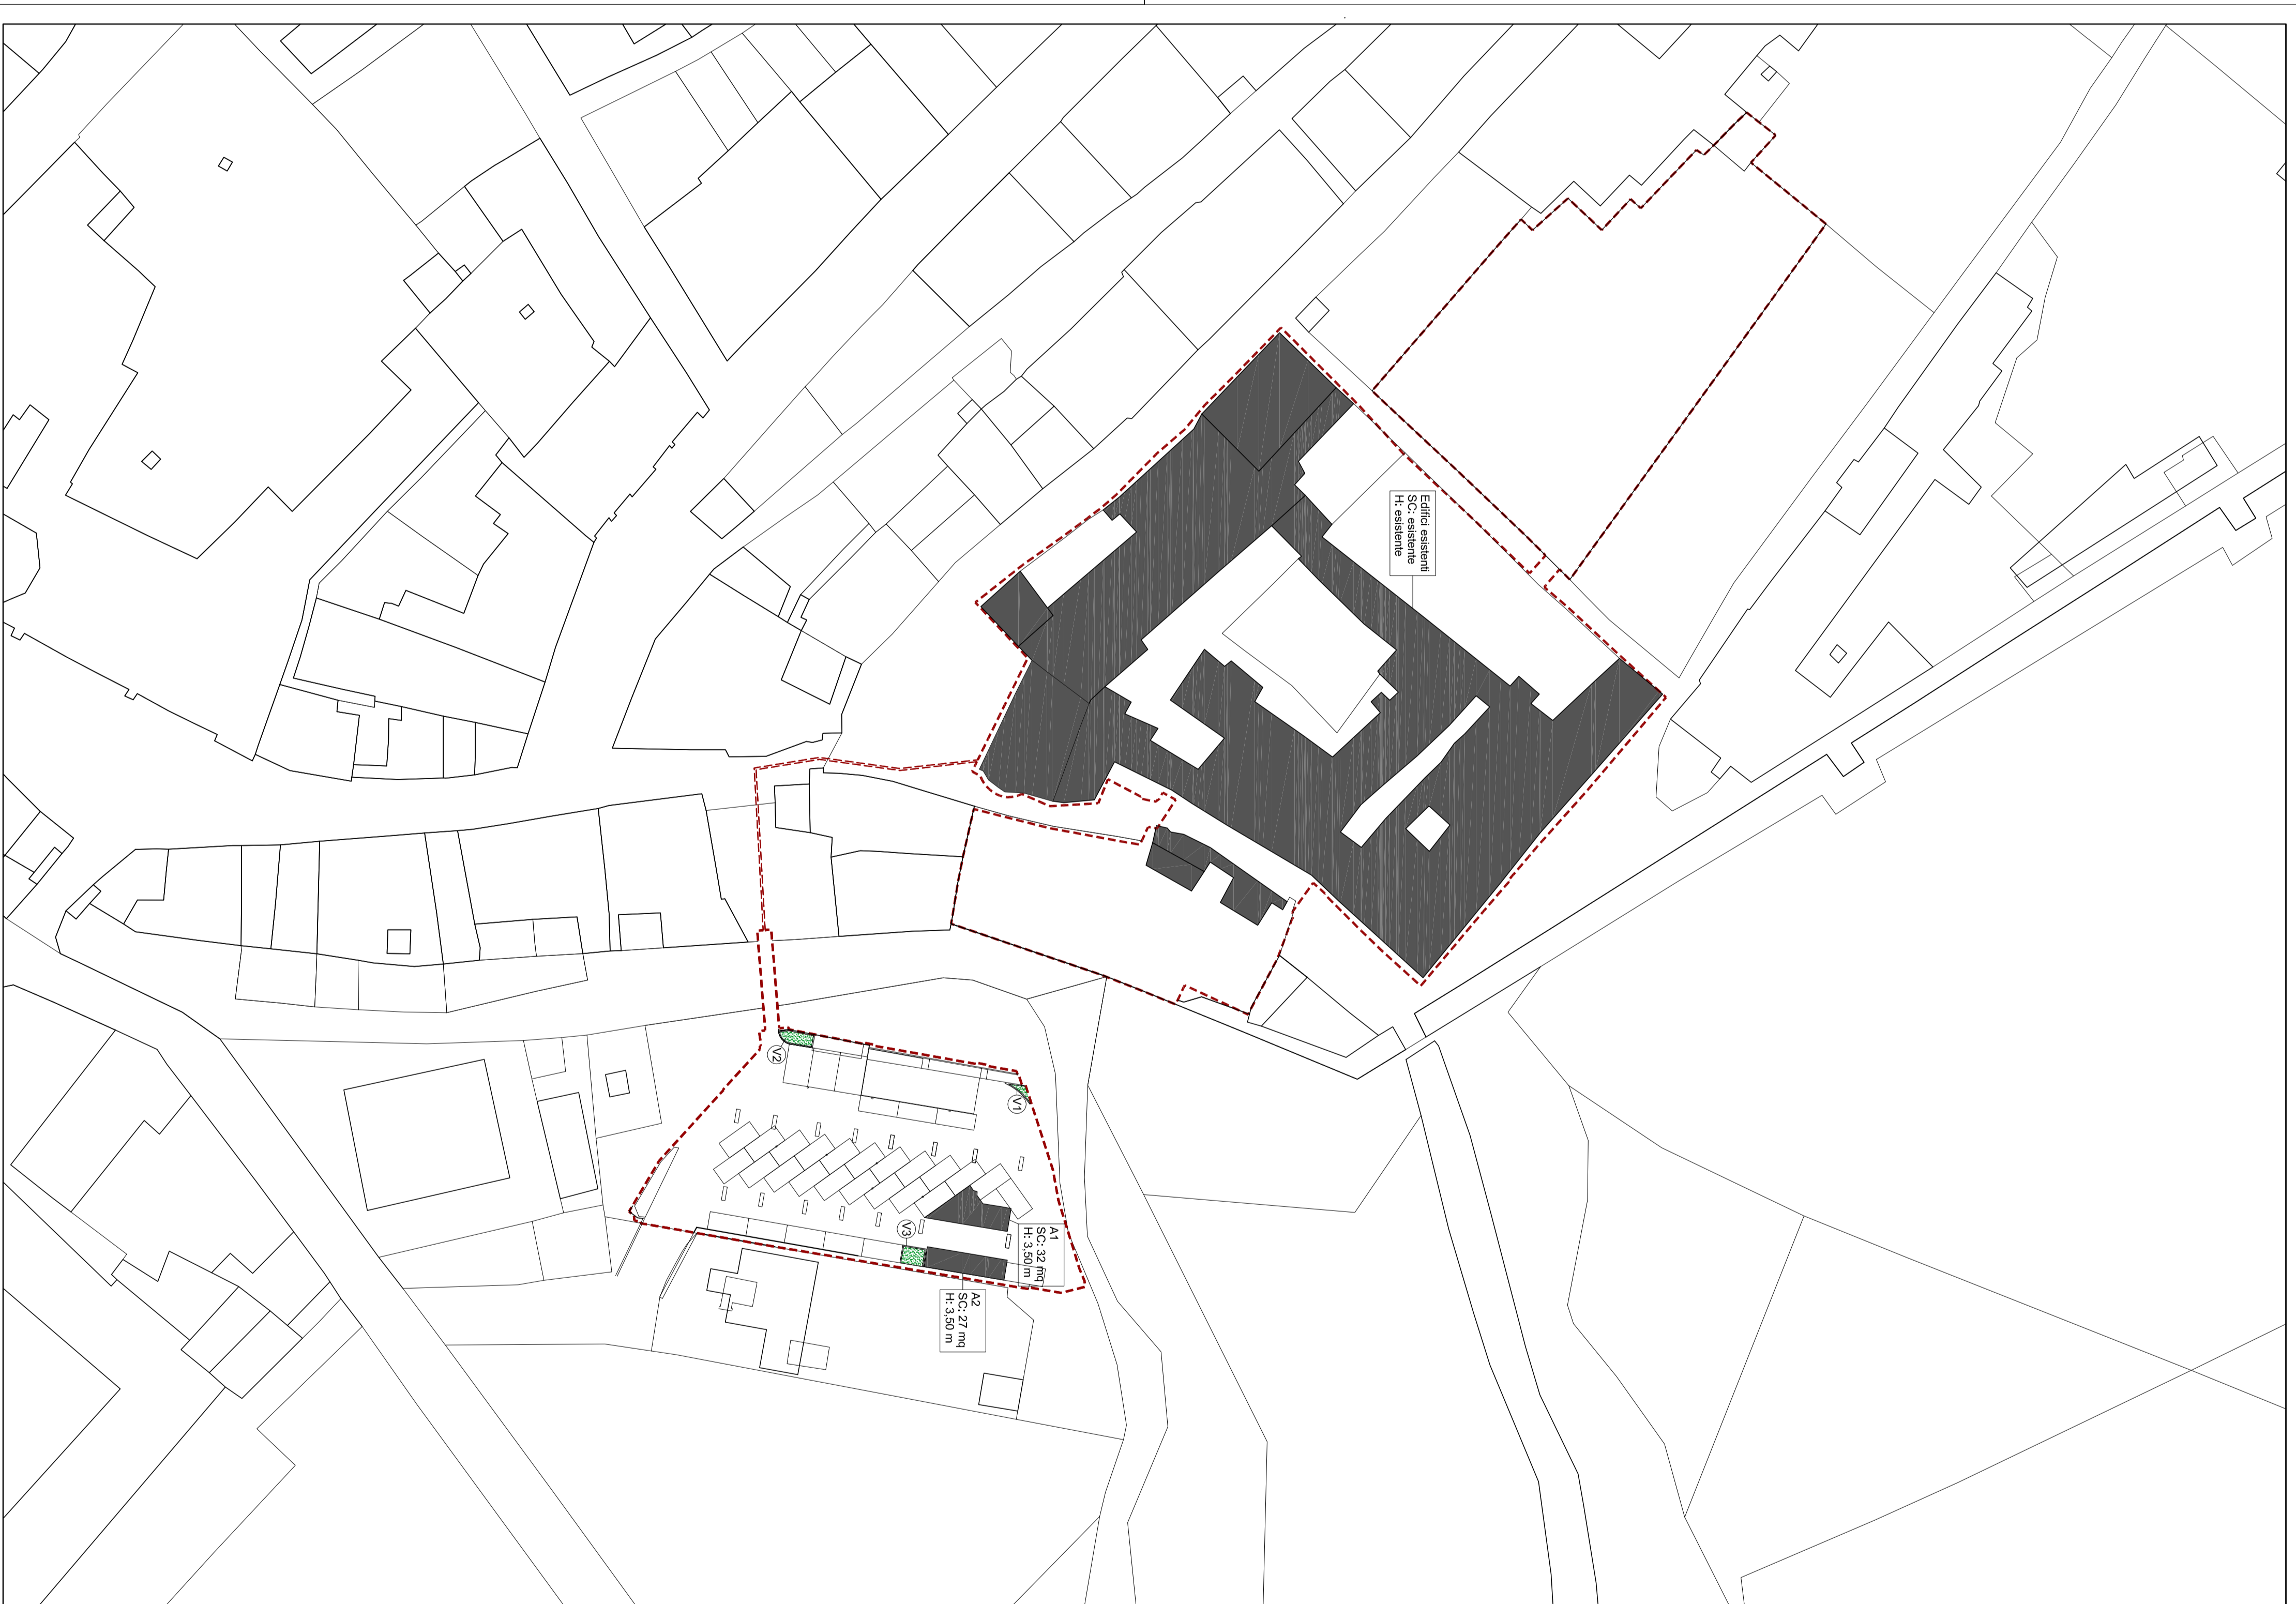 Edifici esistenti
SC: esistente
H: esistente
V2
V1
V3
A1
SC: 32 mq
H: 3,50 m
A2
SC: 27 mq
H: 3,50 m